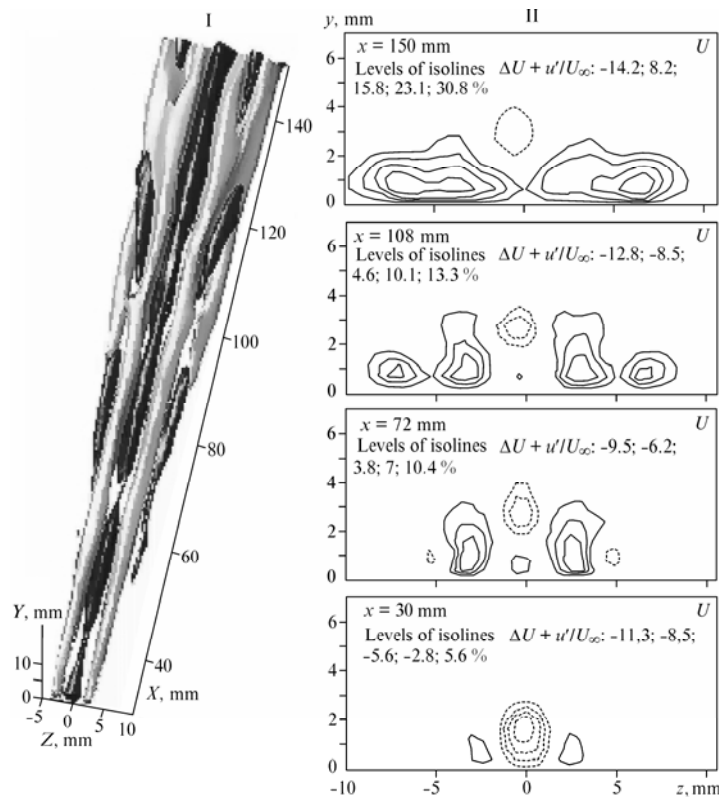 I
II
140
120
100
80
60
40
X, mm
Y, mm
10
0
-5
0
5
10
Z, mm
y, mm
x = 150 mm
U
Levels of isolines ΔU + u′/U∞: -14.2; 8.2;
15.8; 23.1; 30.8 %
6
4
2
0
-5
0
5
x = 108 mm
U
Levels of isolines ΔU + u′/U∞: -12.8; -8.5;
4.6; 10.1; 13.3 %
6
4
2
0
x = 72 mm
U
Levels of isolines ΔU + u′/U∞: -9.5; -6.2;
3.8; 7; 10.4 %
6
4
2
0
x = 30 mm
U
Levels of isolines ΔU + u′/U∞: -11,3; -8,5;
-5.6; -2.8; 5.6 %
6
4
2
0
-10
-5
0
5
z, mm